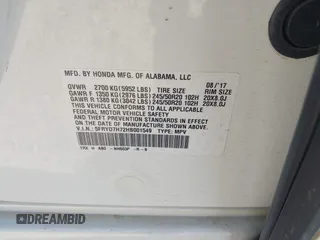 MFD. BY HONDA MFG. OF ALABAMA, LLC
08/'17
GVWR 2700 KG(5952 LBS) TIRE SIZE RIM SIZE
GAWR F 1350 KG(2976 LBS) 245/50R20 102H 20X8.0J
GAWR R 1380 KG(3042 LBS) 245/50R20 102H 20X8.0J
THIS VEHICLE CONFORMS TO ALL APPLICABLE
FEDERAL MOTOR VEHICLE SAFETY AND THEFT
PREVENTION STANDARDS IN EFFECT ON THE
DATE OF MANUFACTURE SHOWN ABOVE.
V.I.N.: 5FRYD7H72HB001549 TYPE: MPV
DREAMBID